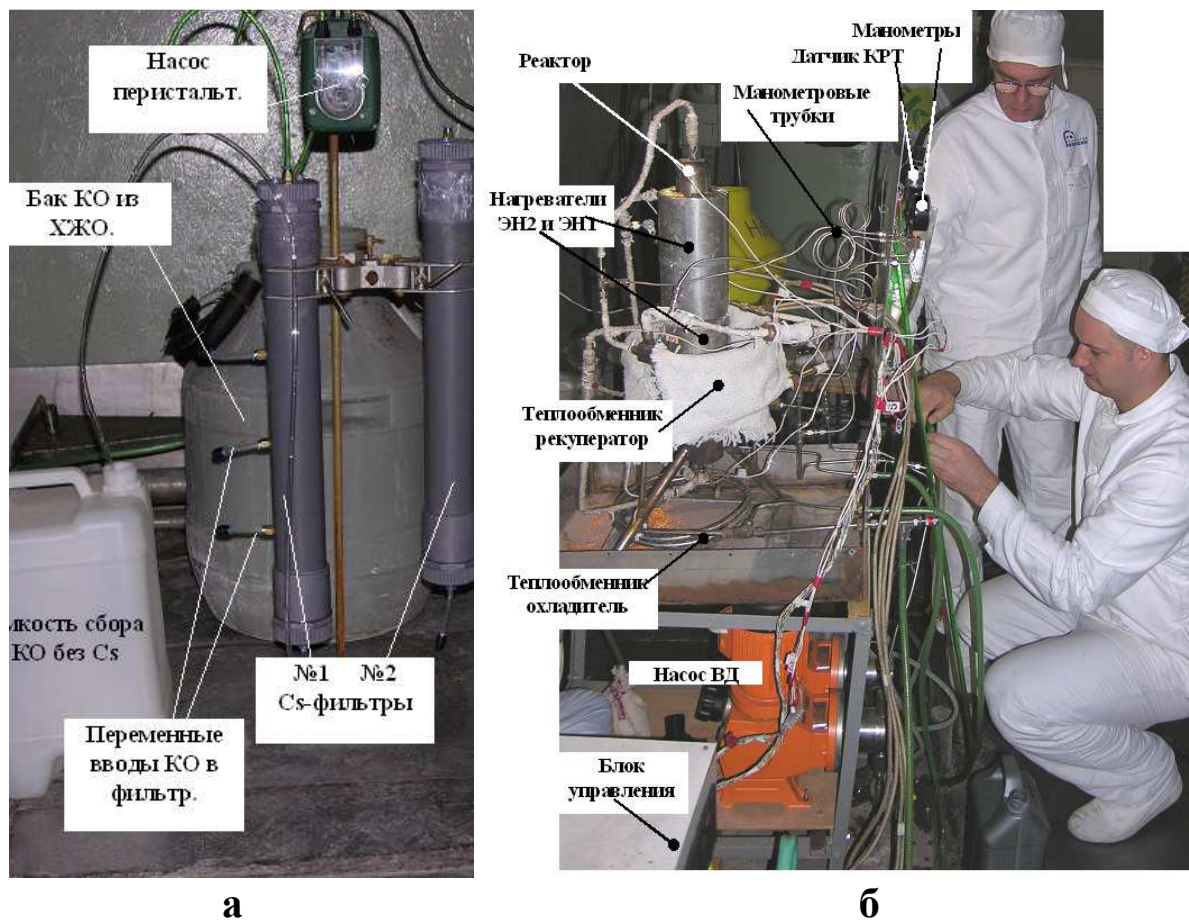 Насос
перистальт.
Бак КО из
ХЖО.
мкость сбора
КО без Cs
№1 №2
Cs-фильтры
Переменные
вводы КО в
фильтр.
а
Реактор
Манометры
Датчик КРТ
Манометровые
трубки
Нагреватели
ЭН2 и ЭН1
Теплообменник
рекуператор
Теплообменник
охладитель
Насос ВД
Блок
управления
б